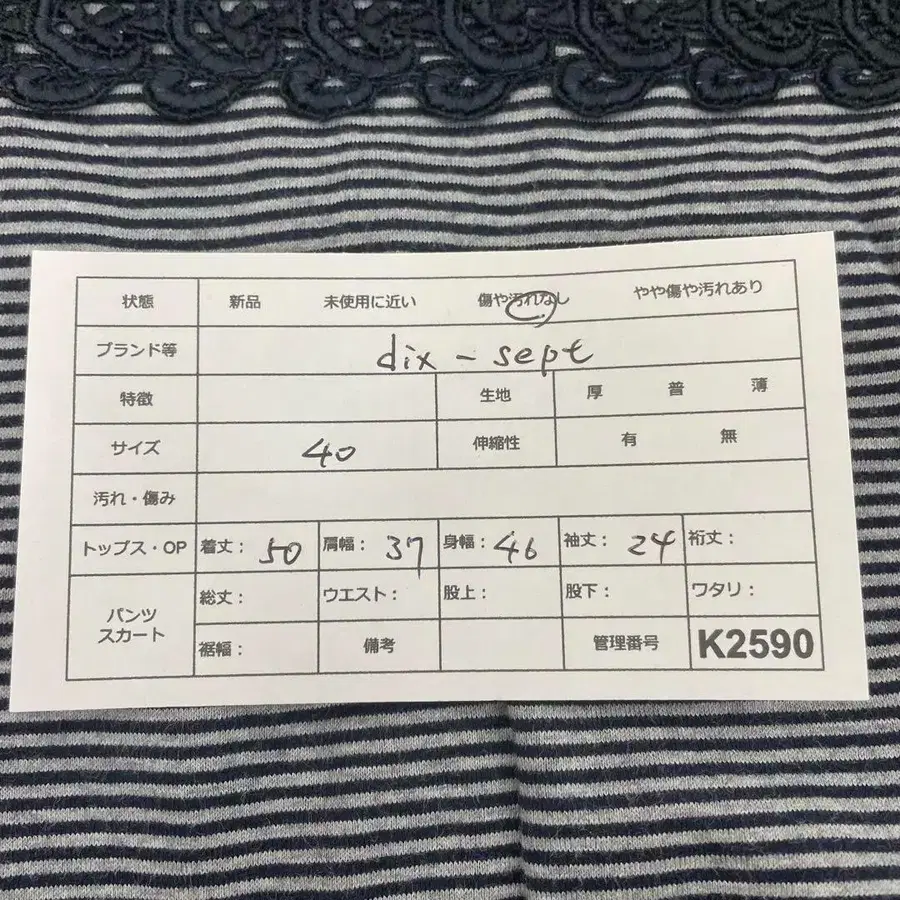 状態 新品 未使用に近い 傷や汚れなし やや傷や汚れあり
ブランド等 dix - sept
特徴 生地 厚 普 薄
サイズ 40 伸縮性 有 無
汚れ・傷み
トップス・OP 着丈: 50 肩幅: 37 身幅: 46 袖丈: 24 裄丈:
パンツ スカート 総丈: ウエスト: 股上: 股下: ワタリ:
裾幅: 備考 管理番号 K2590